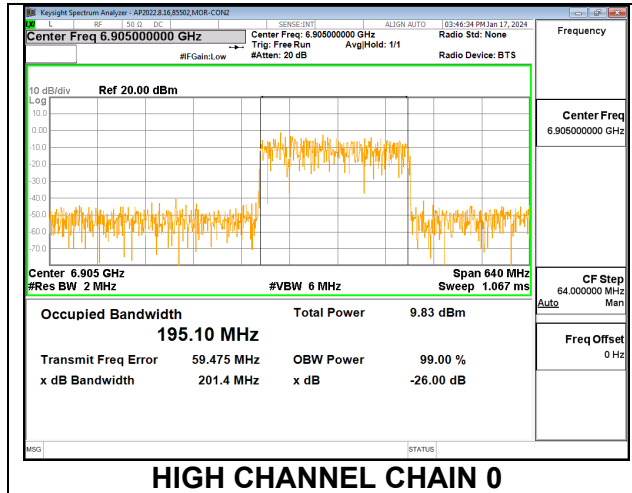 Keysight Spectrum Analyzer - AP2022.8.16,85502,MOR-CON2
L RF 50 Ω DC SENSE:INT ALIGN AUTO 03:46:34 PM Jan 17, 2024
Center Freq 6.905000000 GHz
Center Freq: 6.905000000 GHz
Radio Std: None
Trig: Free Run Avg|Hold: 1/1
#IFGain:Low
#Atten: 20 dB
Radio Device: BTS
Frequency
10 dB/div Ref 20.00 dBm
Log
10.0
0.00
-10.0
-20.0
-30.0
-40.0
-50.0
-60.0
-70.0
Center 6.905 GHz
Span 640 MHz
#Res BW 2 MHz
#VBW 6 MHz
Sweep 1.067 ms
Center Freq
6.905000000 GHz
CF Step
64.000000 MHz
Auto Man
Freq Offset
0 Hz
Occupied Bandwidth
195.10 MHz
Total Power 9.83 dBm
Transmit Freq Error 59.475 MHz
OBW Power 99.00 %
x dB Bandwidth 201.4 MHz
x dB -26.00 dB
MSG
STATUS
HIGH CHANNEL CHAIN 0